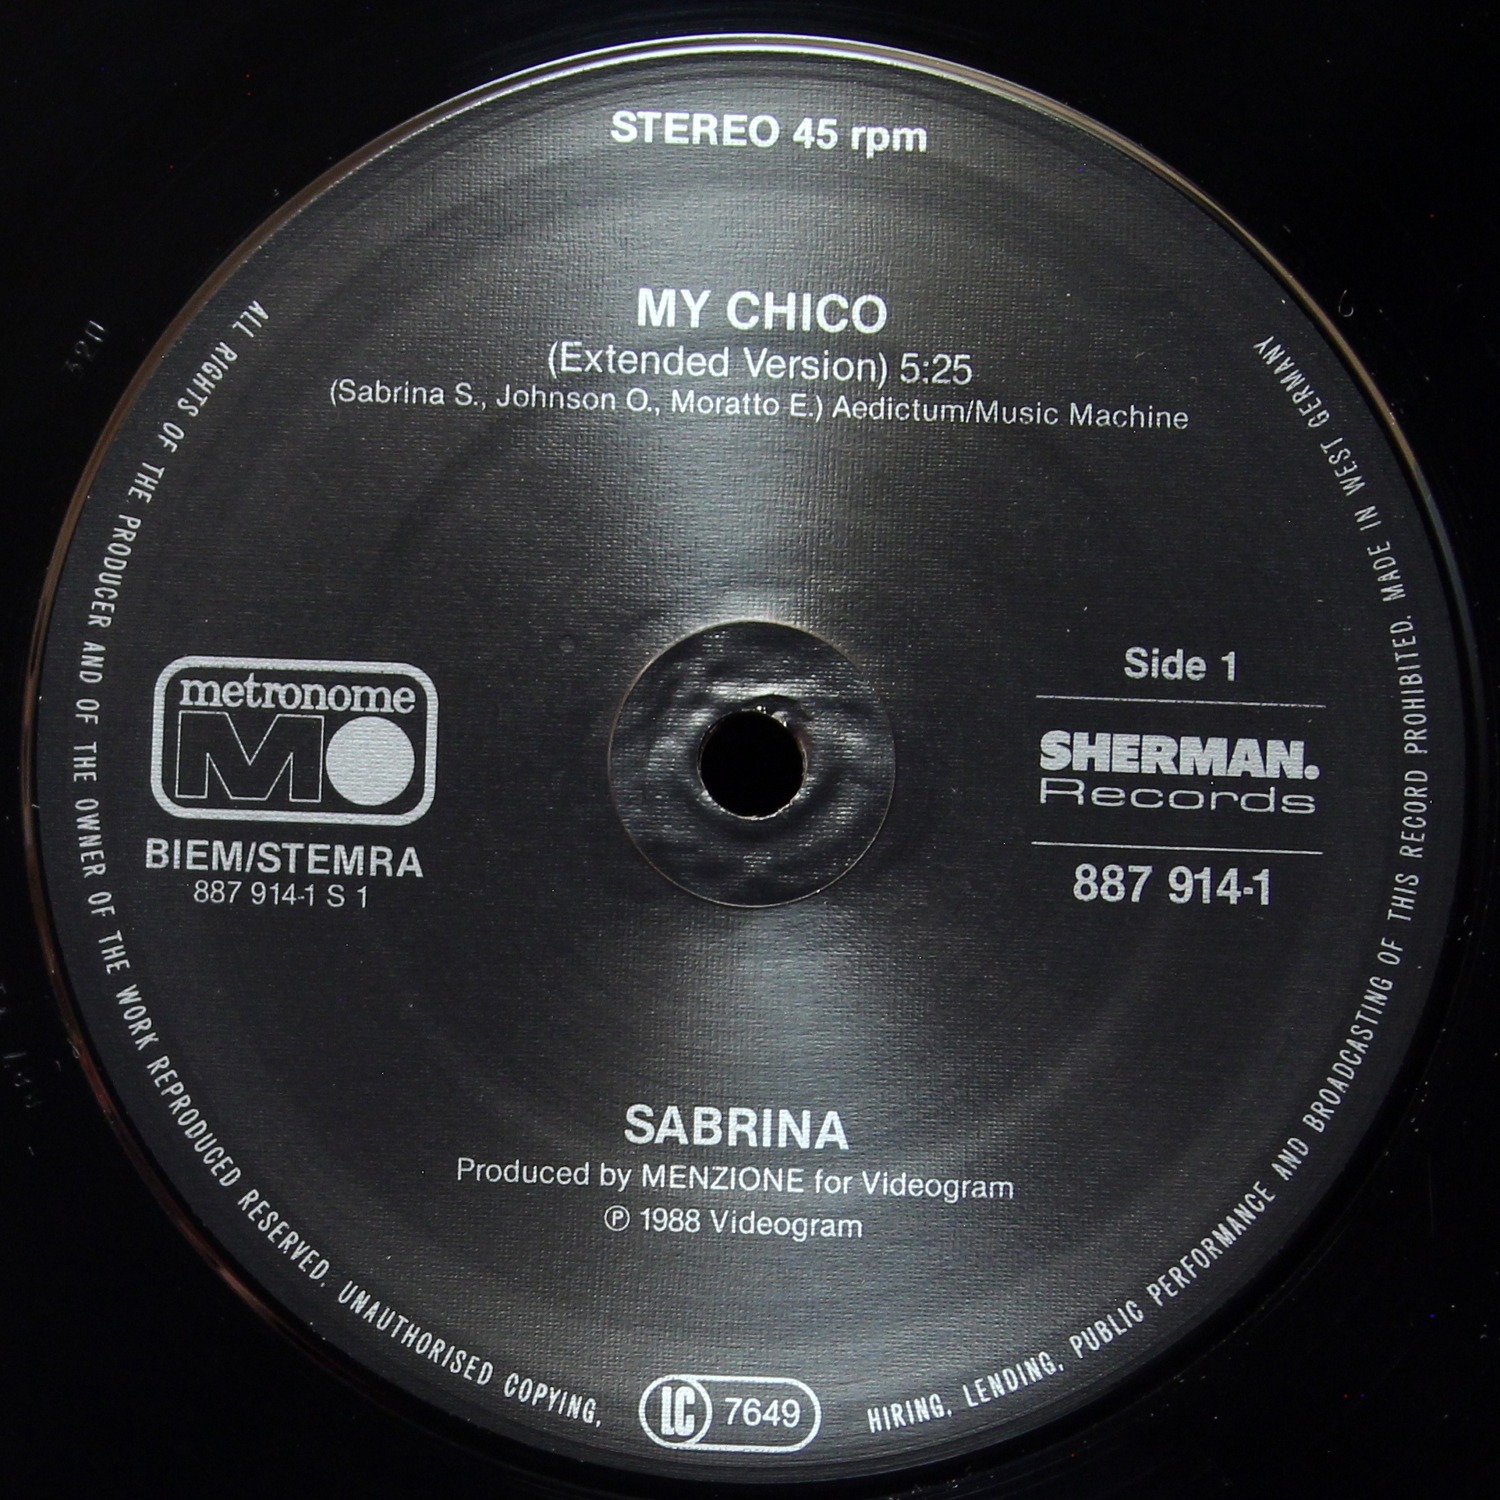 STEREO 45 rpm
MY CHICO
(Extended Version) 5:25
(Sabrina S., Johnson O., Moratto E.) Aedictum/Music Machine
metronome
MO
BIEM/STEMRA
887 914-1 S 1
Side 1
SHERMAN.
Records
887 914-1
SABRINA
Produced by MENZIONE for Videogram
℗ 1988 Videogram
LC 7649
ALL RIGHTS OF THE PRODUCER AND OF THE OWNER OF THE WORK REPRODUCED RESERVED. UNAUTHORISED COPYING, HIRING, LENDING, PUBLIC PERFORMANCE AND BROADCASTING OF THIS RECORD PROHIBITED. MADE IN WEST GERMANY